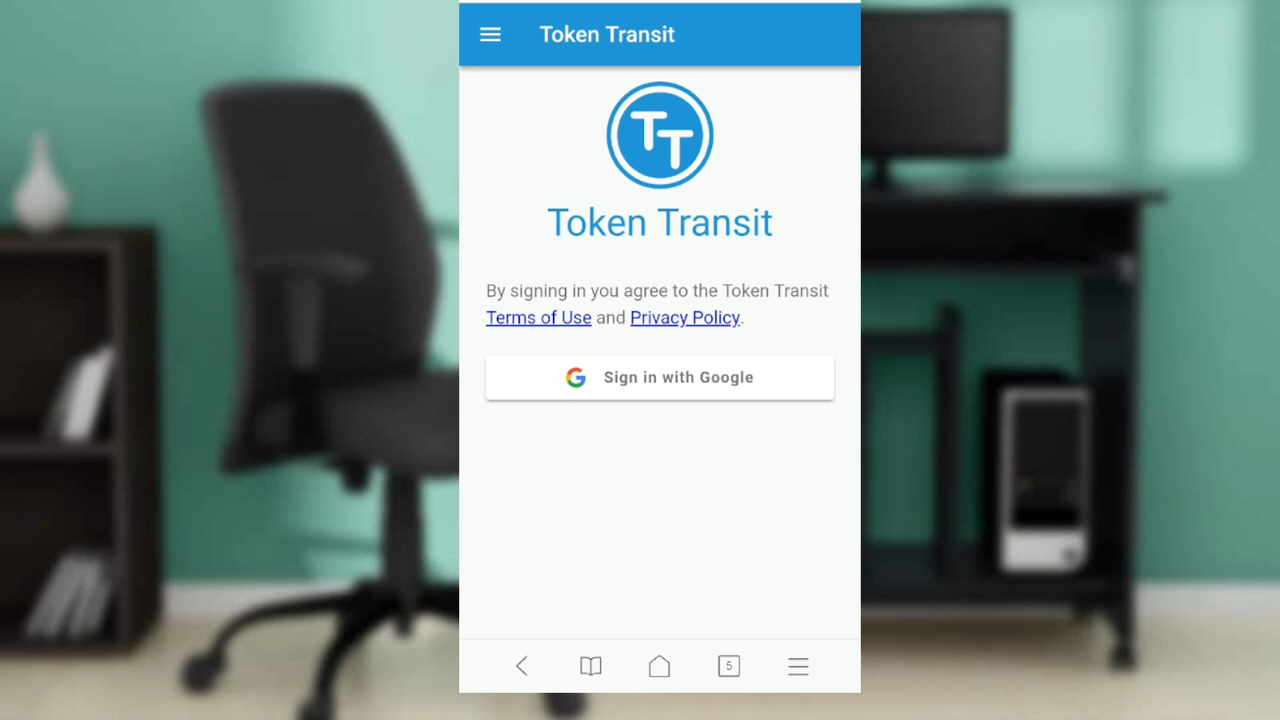 Token Transit
TT
Token Transit
By signing in you agree to the Token Transit
Terms of Use and Privacy Policy.
Sign in with Google
5